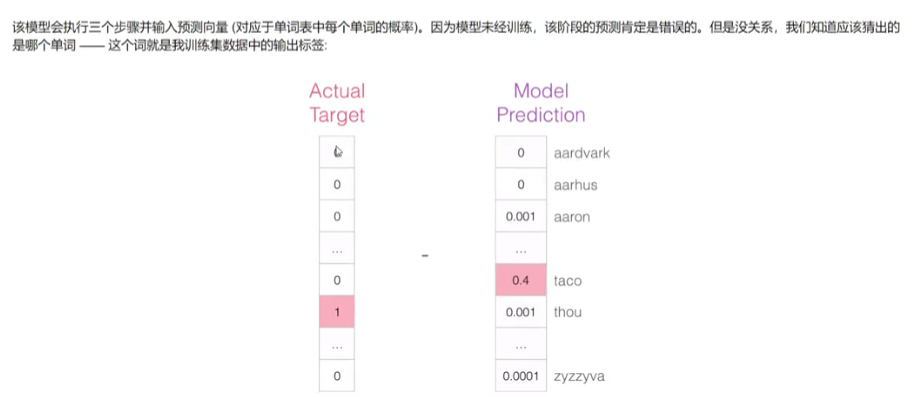 该模型会执行三个步骤并输入预测向量 (对应于单词表中每个单词的概率)。因为模型未经训练，该阶段的预测肯定是错误的。但是没关系，我们知道应该猜出的
是哪个单词 —— 这个词就是我训练集数据中的输出标签:
Actual Model
Target Prediction
0 aardvark
0 0 aarhus
0 0.001 aaron
... ...
0 0.4 taco
1 0.001 thou
... ...
0 0.0001 zyzzyva
-